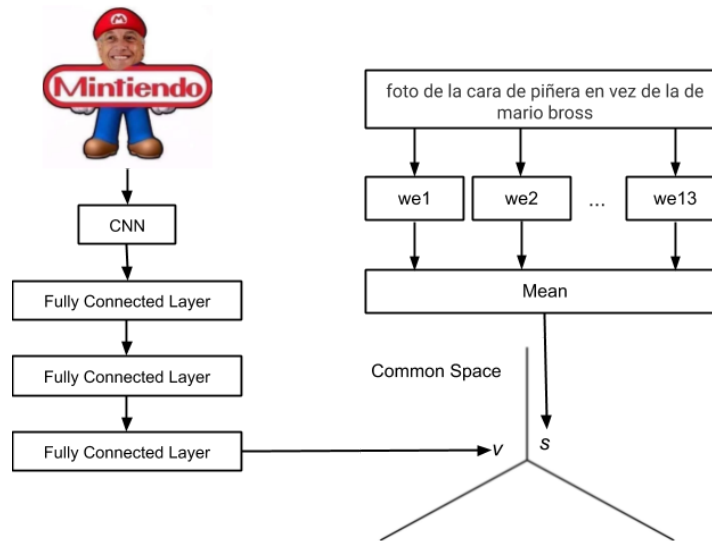 M
Mintiendo
CNN
Fully Connected Layer
Fully Connected Layer
Fully Connected Layer
foto de la cara de piñera en vez de la de
mario bross
we1 we2 ... we13
Mean
Common Space
v s